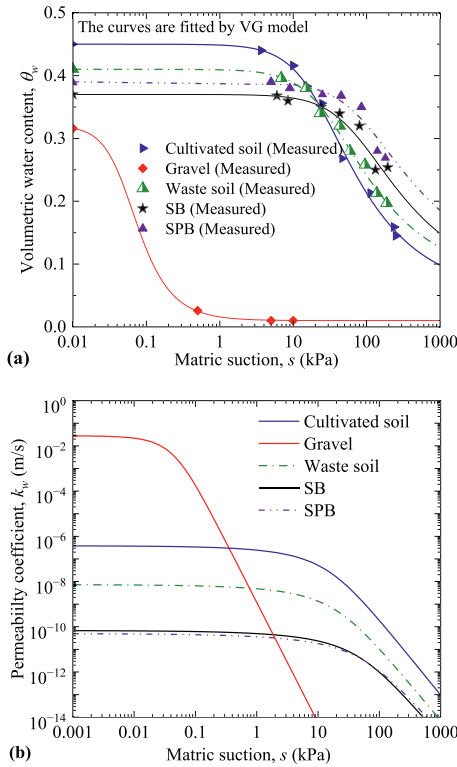 The curves are fitted by VG model
Volumetric water content, θw
0.5
0.4
0.3
0.2
0.1
0.0
Cultivated soil (Measured)
Gravel (Measured)
Waste soil (Measured)
SB (Measured)
SPB (Measured)
0.01 0.1 1 10 100 1000
(a)
Matric suction, s (kPa)
Permeabiilty coefficient, kw (m/s)
10^0
10^-2
10^-4
10^-6
10^-8
10^-10
10^-12
10^-14
Cultivated soil
Gravel
Waste soil
SB
SPB
0.001 0.01 0.1 1 10 100 1000
(b)
Matric suction, s (kPa)